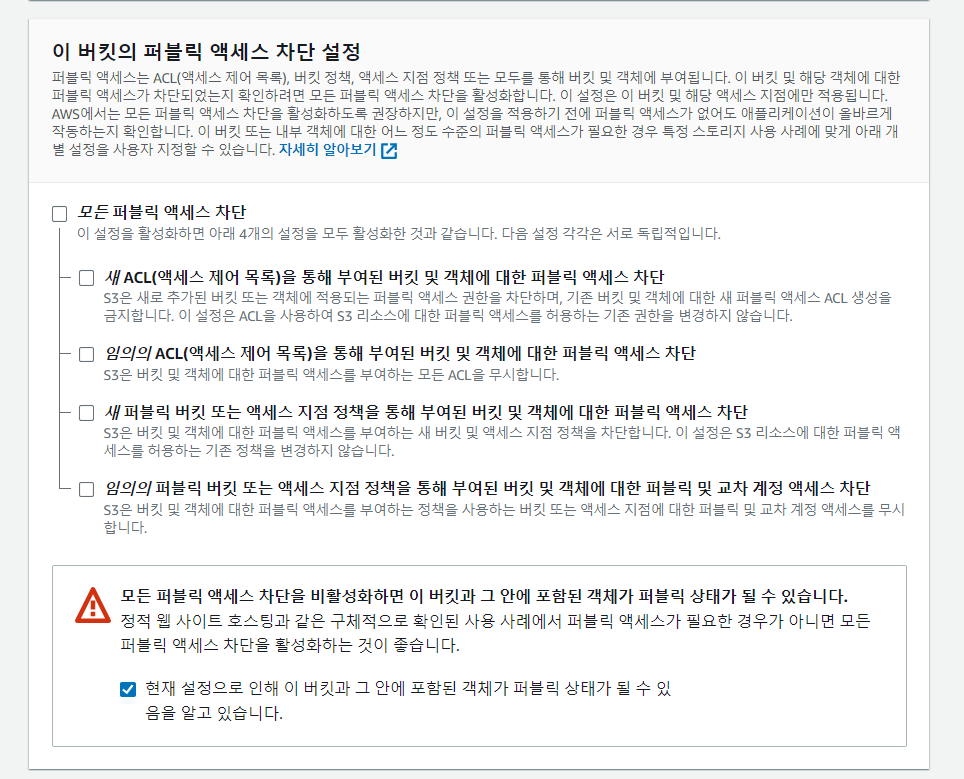 이 버킷의 퍼블릭 액세스 차단 설정
퍼블릭 액세스는 ACL(액세스 제어 목록), 버킷 정책, 액세스 지점 정책 또는 모두를 통해 버킷 및 객체에 부여됩니다. 이 버킷 및 해당 객체에 대한
퍼블릭 액세스가 차단되었는지 확인하려면 모든 퍼블릭 액세스 차단을 활성화합니다. 이 설정은 이 버킷 및 해당 액세스 지점에만 적용됩니다.
AWS에서는 모든 퍼블릭 액세스 차단을 활성화하도록 권장하지만, 이 설정을 적용하기 전에 퍼블릭 액세스가 없어도 애플리케이션이 올바르게
작동하는지 확인합니다. 이 버킷 또는 내부 객체에 대한 어느 정도 수준의 퍼블릭 액세스가 필요한 경우 특정 스토리지 사용 사례에 맞게 아래 개
별 설정을 사용자 지정할 수 있습니다. 자세히 알아보기
모든 퍼블릭 액세스 차단
이 설정을 활성화하면 아래 4개의 설정을 모두 활성화한 것과 같습니다. 다음 설정 각각은 서로 독립적입니다.
새 ACL(액세스 제어 목록)을 통해 부여된 버킷 및 객체에 대한 퍼블릭 액세스 차단
S3은 새로 추가된 버킷 또는 객체에 적용되는 퍼블릭 액세스 권한을 차단하며, 기존 버킷 및 객체에 대한 새 퍼블릭 액세스 ACL 생성을
금지합니다. 이 설정은 ACL을 사용하여 S3 리소스에 대한 퍼블릭 액세스를 허용하는 기존 권한을 변경하지 않습니다.
임의의 ACL(액세스 제어 목록)을 통해 부여된 버킷 및 객체에 대한 퍼블릭 액세스 차단
S3은 버킷 및 객체에 대한 퍼블릭 액세스를 부여하는 모든 ACL을 무시합니다.
새 퍼블릭 버킷 또는 액세스 지점 정책을 통해 부여된 버킷 및 객체에 대한 퍼블릭 액세스 차단
S3은 버킷 및 객체에 대한 퍼블릭 액세스를 부여하는 새 버킷 및 액세스 지점 정책을 차단합니다. 이 설정은 S3 리소스에 대한 퍼블릭 액
세스를 허용하는 기존 정책을 변경하지 않습니다.
임의의 퍼블릭 버킷 또는 액세스 지점 정책을 통해 부여된 버킷 및 객체에 대한 퍼블릭 및 교차 계정 액세스 차단
S3은 버킷 및 객체에 대한 퍼블릭 액세스를 부여하는 정책을 사용하는 버킷 또는 액세스 지점에 대한 퍼블릭 및 교차 계정 액세스를 무시
합니다.
모든 퍼블릭 액세스 차단을 비활성화하면 이 버킷과 그 안에 포함된 객체가 퍼블릭 상태가 될 수 있습니다.
정적 웹 사이트 호스팅과 같은 구체적으로 확인된 사용 사례에서 퍼블릭 액세스가 필요한 경우가 아니면 모든
퍼블릭 액세스 차단을 활성화하는 것이 좋습니다.
현재 설정으로 인해 이 버킷과 그 안에 포함된 객체가 퍼블릭 상태가 될 수 있
음을 알고 있습니다.